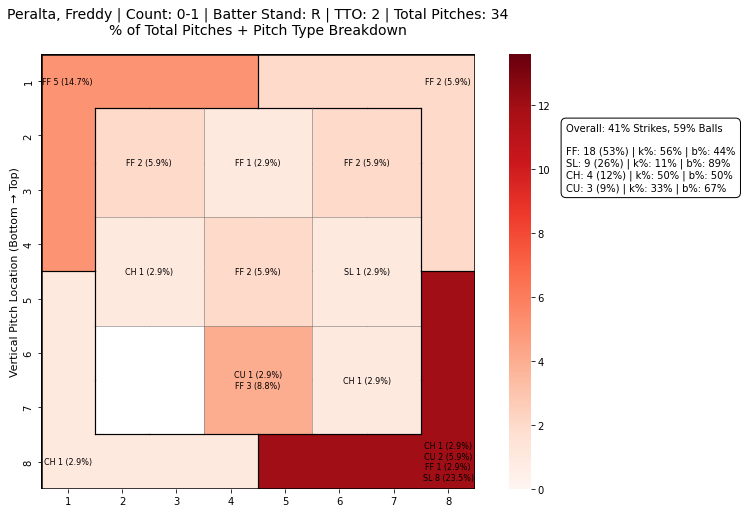 Peralta, Freddy | Count: 0-1 | Batter Stand: R | TTO: 2 | Total Pitches: 34
% of Total Pitches + Pitch Type Breakdown
Vertical Pitch Location (Bottom → Top)
1
2
3
4
5
6
7
8
FF 5 (14.7%)
FF 2 (5.9%)
FF 2 (5.9%)
FF 1 (2.9%)
FF 2 (5.9%)
CH 1 (2.9%)
FF 2 (5.9%)
SL 1 (2.9%)
CU 1 (2.9%)
FF 3 (8.8%)
CH 1 (2.9%)
CH 1 (2.9%)
CH 1 (2.9%)
CU 2 (5.9%)
FF 1 (2.9%)
SL 8 (23.5%)
1
2
3
4
5
6
7
8
12
10
8
6
4
2
0
Overall: 41% Strikes, 59% Balls
FF: 18 (53%) | k%: 56% | b%: 44%
SL: 9 (26%) | k%: 11% | b%: 89%
CH: 4 (12%) | k%: 50% | b%: 50%
CU: 3 (9%) | k%: 33% | b%: 67%